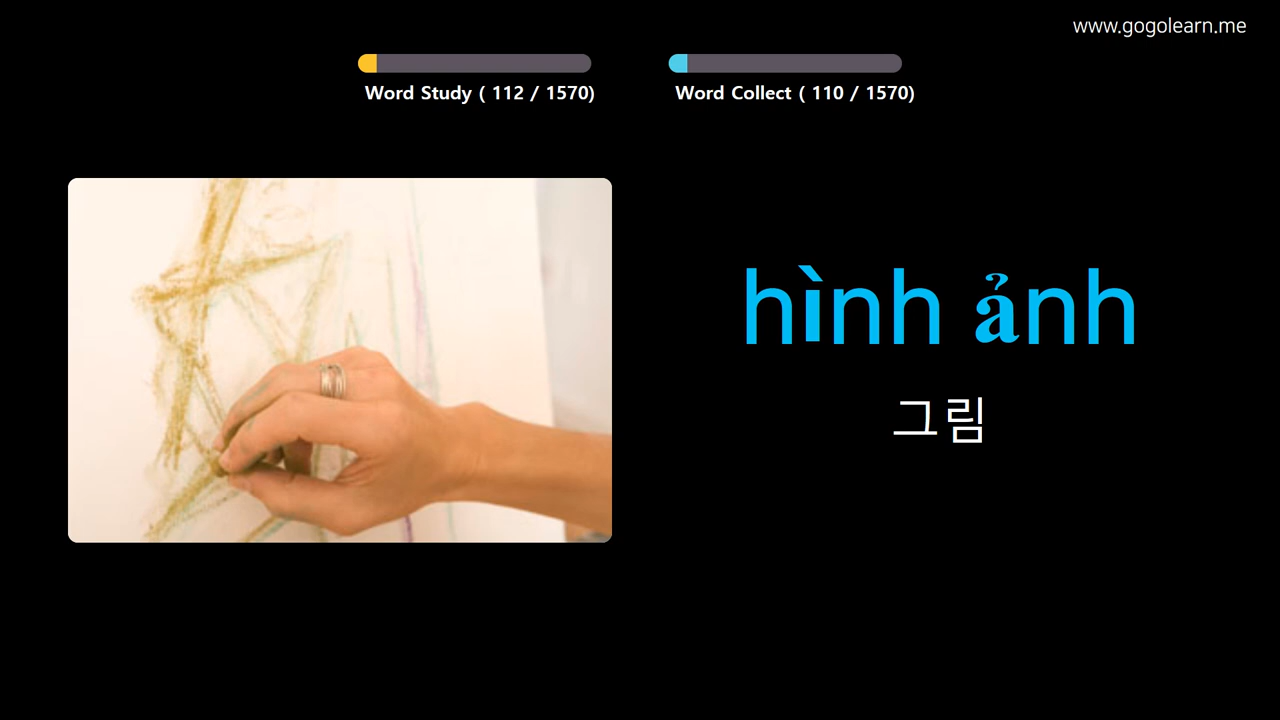 www.gogolearn.me
Word Study ( 112 / 1570)
Word Collect ( 110 / 1570)
hình ảnh
그림